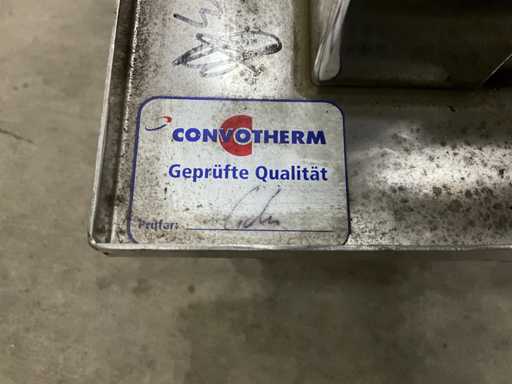 CONVOTHERM
Geprüfte Qualität
Prüfer: